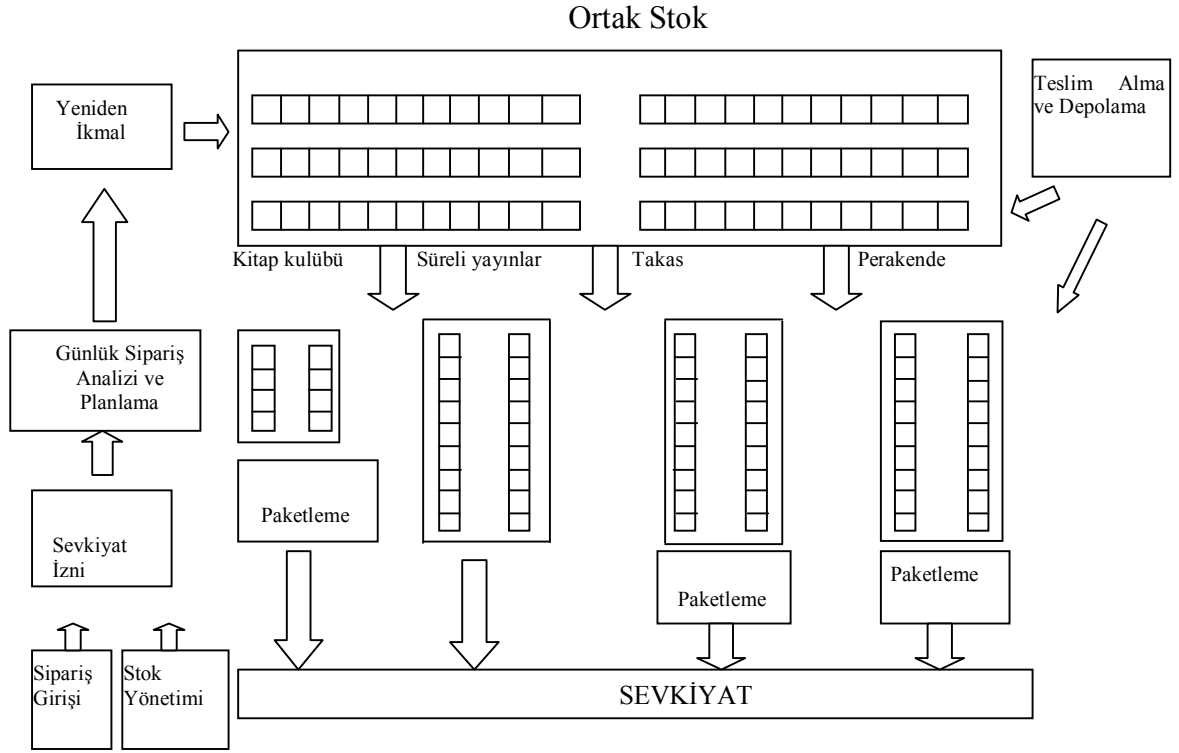 Ortak Stok
Yeniden
İkmal
Teslim Alma
ve Depolama
Kitap kulübü
Süreli yayınlar
Takas
Perakende
Günlük Sipariş
Analizi ve
Planlama
Paketleme
Sevkiyat
İzni
Paketleme
Paketleme
Sipariş
Girişi
Stok
Yönetimi
SEVKİYAT